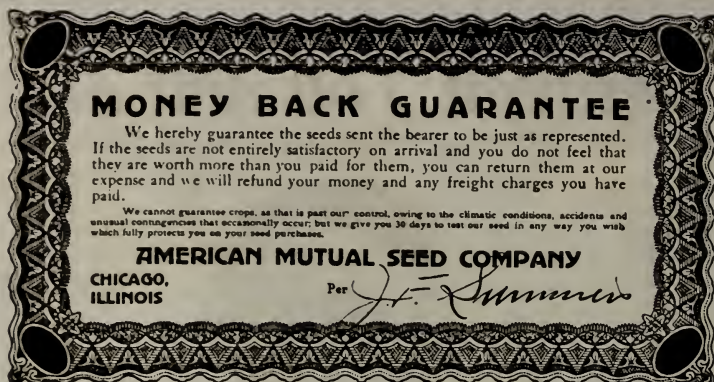 MONEY BACK GUARANTEE
We hereby guarantee the seeds sent the bearer to be just as represented.
If the seeds are not entirely satisfactory on arrival and you do not feel that
they are worth more than you paid for them, you can return them at our
expense and we will refund your money and any freight charges you have
paid.
We cannot guarantee crops, as that is past our control, owing to the climatic conditions, accidents and
unusual contingencies that occasionally occur; but we give you 30 days to test our seed in any way you wish
which fully protects you on your seed purchases.
AMERICAN MUTUAL SEED COMPANY
CHICAGO,
ILLINOIS
Per J. F. Summers